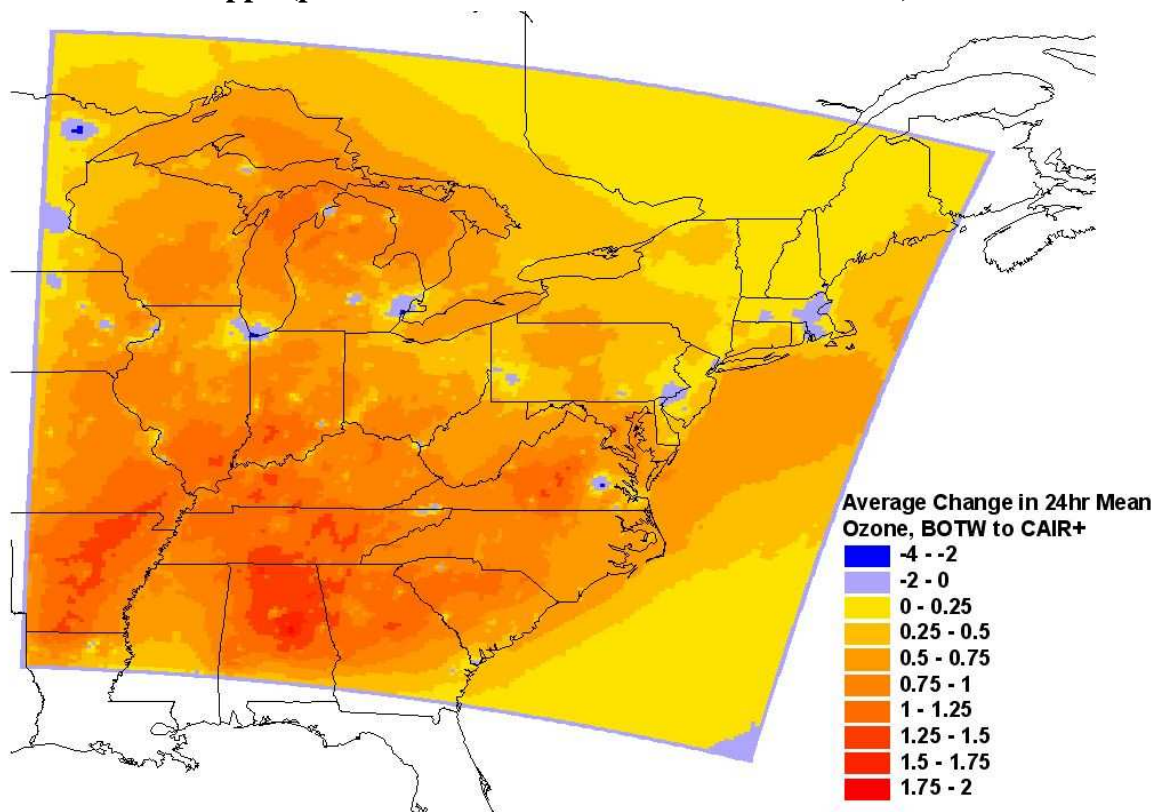 Average Change in 24hr Mean
Ozone, BOTW to CAIR+
-4 - -2
-2 - 0
0 - 0.25
0.25 - 0.5
0.5 - 0.75
0.75 - 1
1 - 1.25
1.25 - 1.5
1.5 - 1.75
1.75 - 2